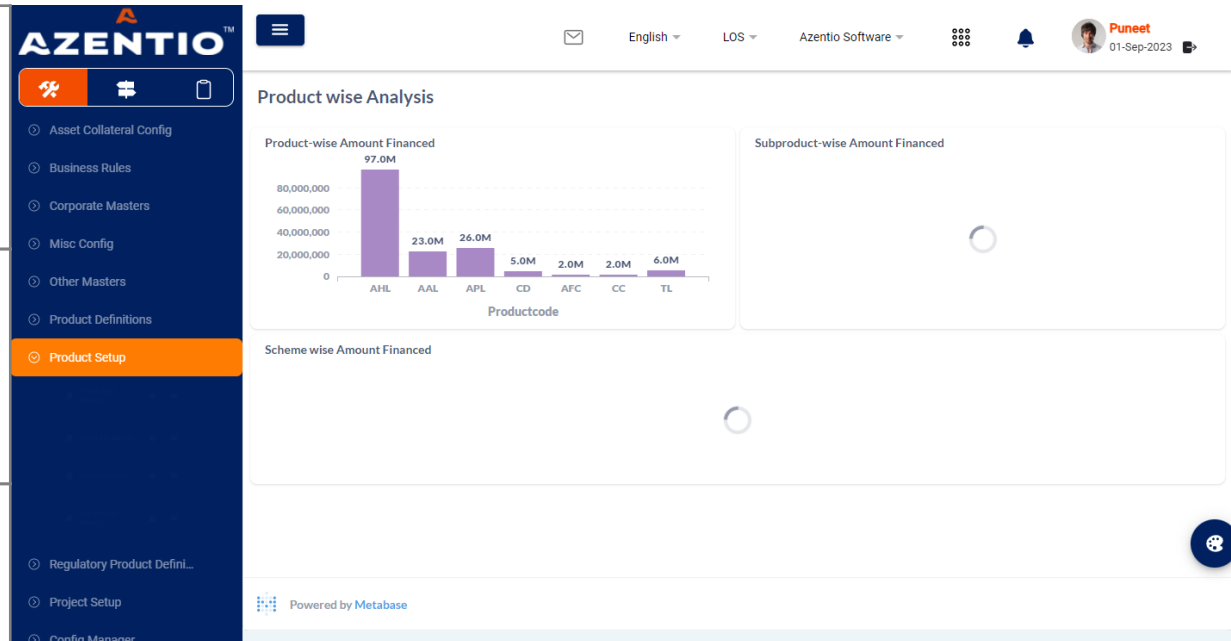 AZENTIO™
English
LOS
Azentio Software
Puneet
01-Sep-2023
Asset Collateral Config
Business Rules
Corporate Masters
Misc Config
Other Masters
Product Definitions
Product Setup
Regulatory Product Defini...
Project Setup
Config Manager
Product wise Analysis
Product-wise Amount Financed
97.0M
80,000,000
60,000,000
40,000,000
20,000,000
0
23.0M
26.0M
5.0M
2.0M
2.0M
6.0M
AHL
AAL
APL
CD
AFC
CC
TL
Productcode
Subproduct-wise Amount Financed
Scheme wise Amount Financed
Powered by Metabase